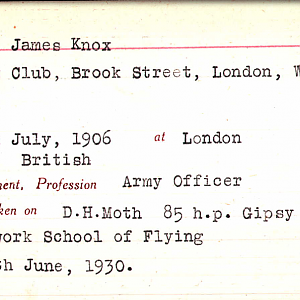 James Knox
Club, Brook Street, London, W
July, 1906 at London
British
ment, Profession Army Officer
ken on D.H.Moth 85 h.p. Gipsy
work School of Flying
th June, 1930.